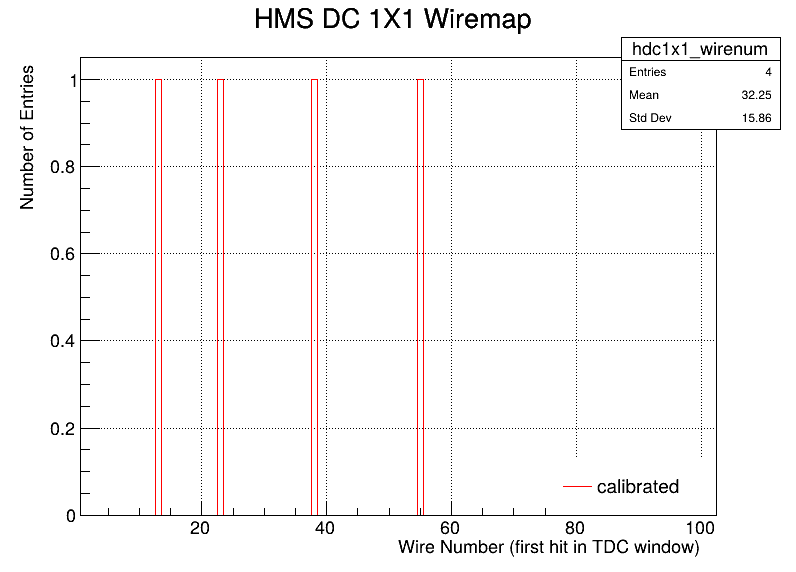 HMS DC 1X1 Wiremap
hdc1x1_wirenum
Entries 4
Mean 32.25
Std Dev 15.86
Number of Entries
1
0.8
0.6
0.4
0.2
0
calibrated
20 40 60 80 100
Wire Number (first hit in TDC window)